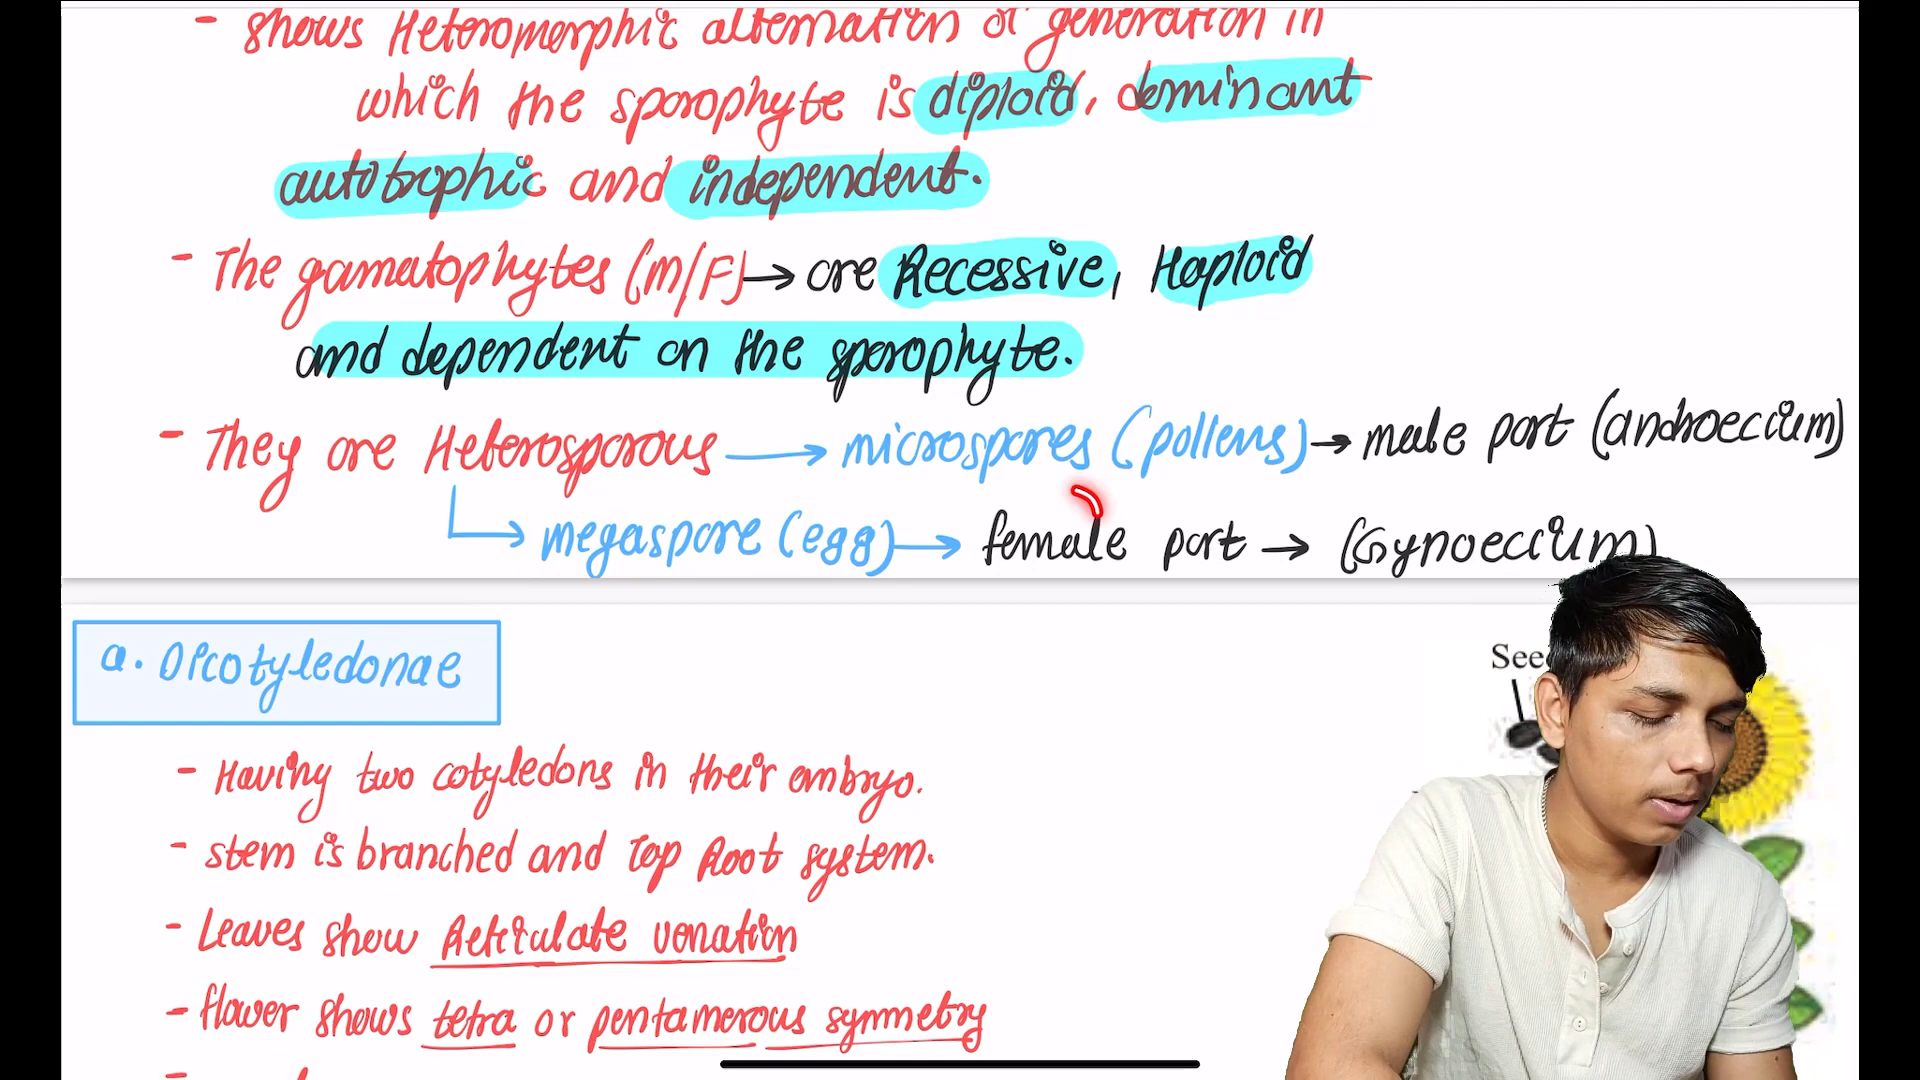 - shows Heteromorphic alternation of generation in
which the sporophyte is diploid, dominant
autotrophic and independent.
- The gamatophytes (M/F) → are Recessive, Haploid
and dependent on the sporophyte.
- They are Heterosporous → microspores (pollens) → male part (androecium)
→ megaspore (egg) → female part → (Gynoecium)
a. Dicotyledonae
See
- Having two cotyledons in their embryo.
- stem is branched and Top Root system.
- Leaves show Reticulate venation
- flower shows tetra or pentamerous symmetry